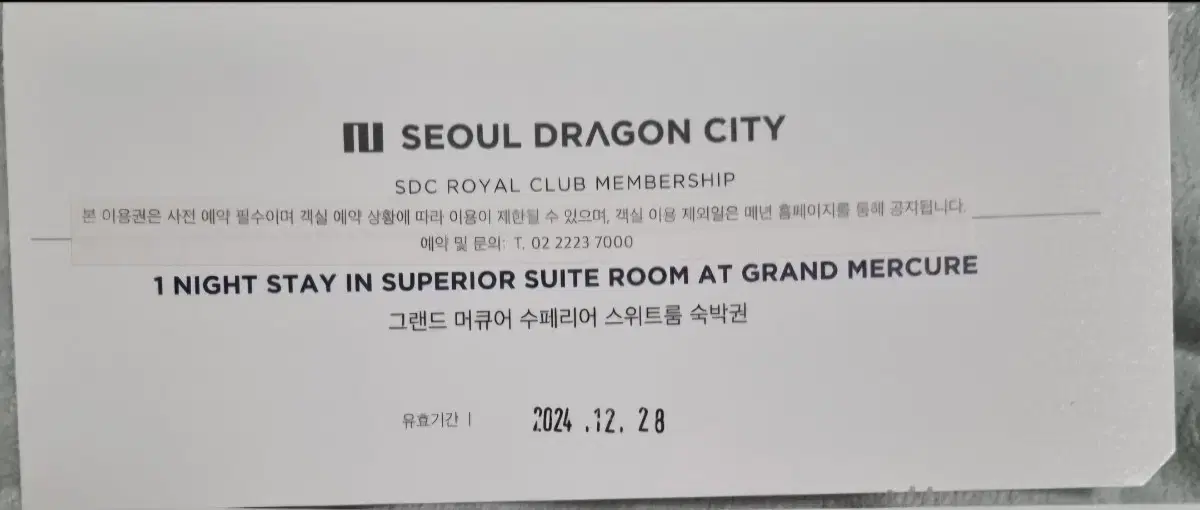 SEOUL DRAGON CITY
SDC ROYAL CLUB MEMBERSHIP
본 이용권은 사전 예약 필수이며 객실 예약 상황에 따라 이용이 제한될 수 있으며, 객실 이용 제외일은 매년 홈페이지를 통해 공지됩니다.
예약 및 문의: T. 02 2223 7000
1 NIGHT STAY IN SUPERIOR SUITE ROOM AT GRAND MERCURE
그랜드 머큐어 수페리어 스위트룸 숙박권
유효기간 | 2024 .12. 28